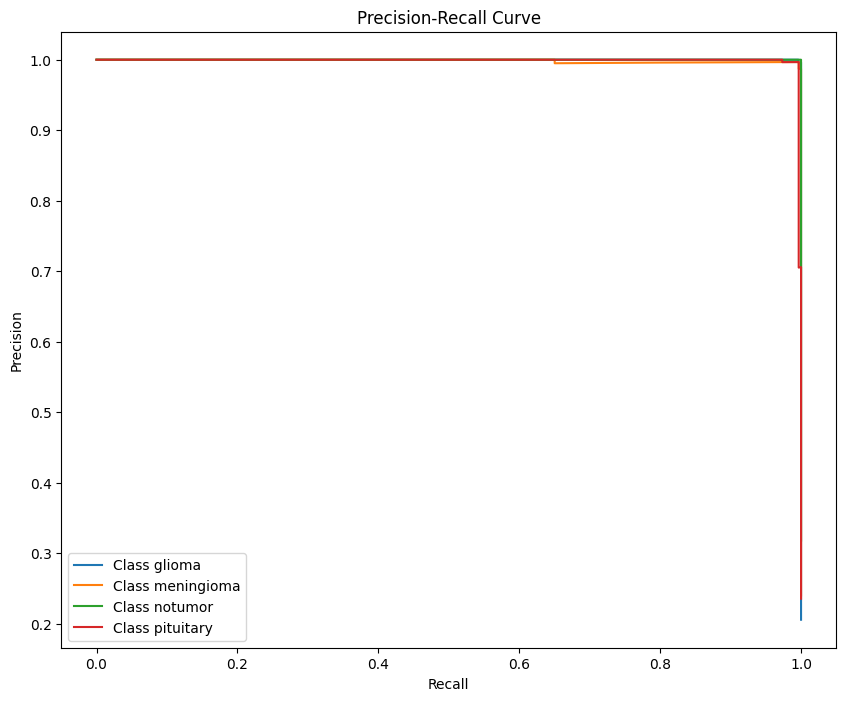 Precision-Recall Curve
Precision
1.0
0.9
0.8
0.7
0.6
0.5
0.4
0.3
0.2
Class glioma
Class meningioma
Class notumor
Class pituitary
0.0 0.2 0.4 0.6 0.8 1.0
Recall